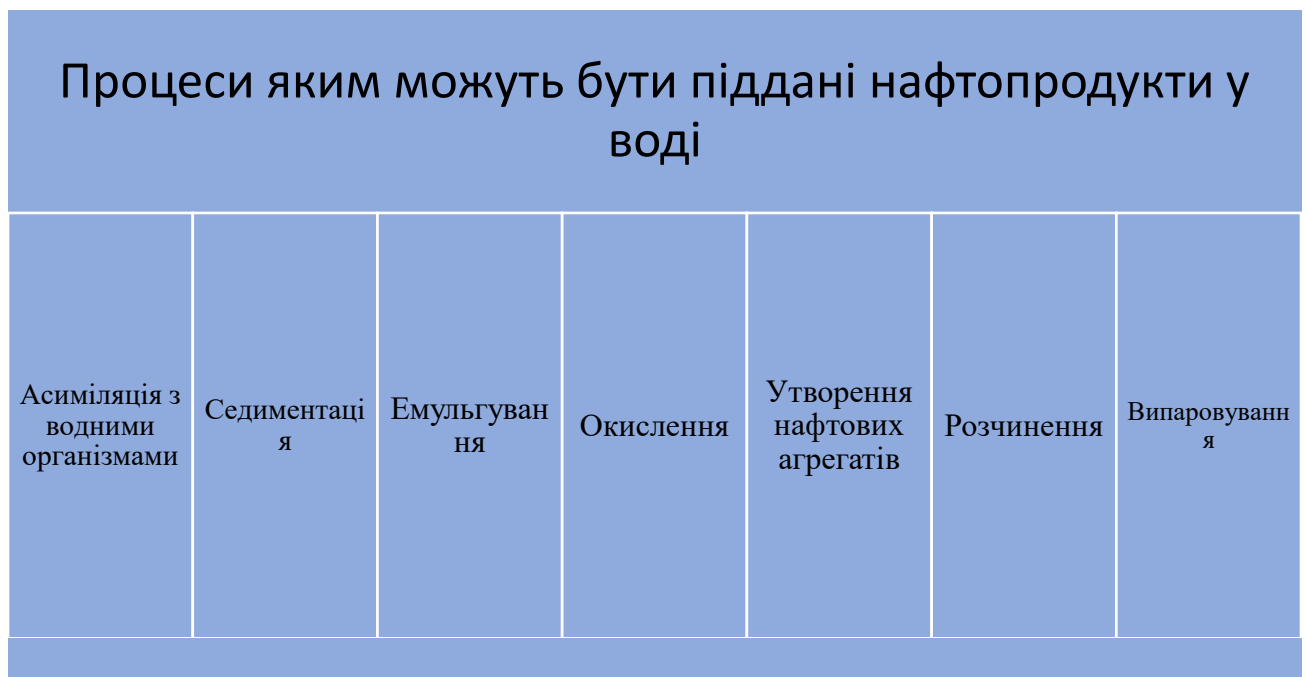 Процеси яким можуть бути піддані нафтопродукти у
воді
Асиміляція з
водними
організмами
Седиментаці
я
Емульгуван
ня
Окислення
Утворення
нафтових
агрегатів
Розчинення
Випаровуванн
я